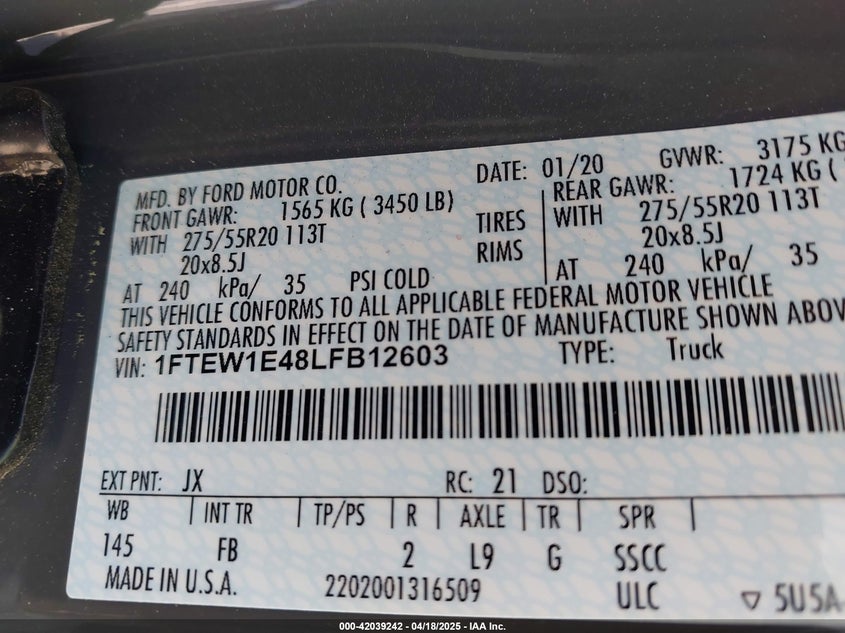 MFD. BY FORD MOTOR CO.
DATE: 01/20 GVWR: 3175 KG
FRONT GAWR: 1565 KG ( 3450 LB)
REAR GAWR: 1724 KG (
WITH 275/55R20 113T TIRES WITH 275/55R20 113T
20x8.5J RIMS 20x8.5J
AT 240 kPa/ 35 PSI COLD AT 240 kPa/ 35
THIS VEHICLE CONFORMS TO ALL APPLICABLE FEDERAL MOTOR VEHICLE
SAFETY STANDARDS IN EFFECT ON THE DATE OF MANUFACTURE SHOWN ABOV
VIN: 1FTEW1E48LFB12603 TYPE: Truck
EXT PNT: JX RC: 21 DSO:
WB INT TR TP/PS R AXLE TR SPR
145 FB 2 L9 G SSCC
MADE IN U.S.A. 2202001316509 ULC 5U5A
000-42039242 - 04/18/2025 - IAA Inc.